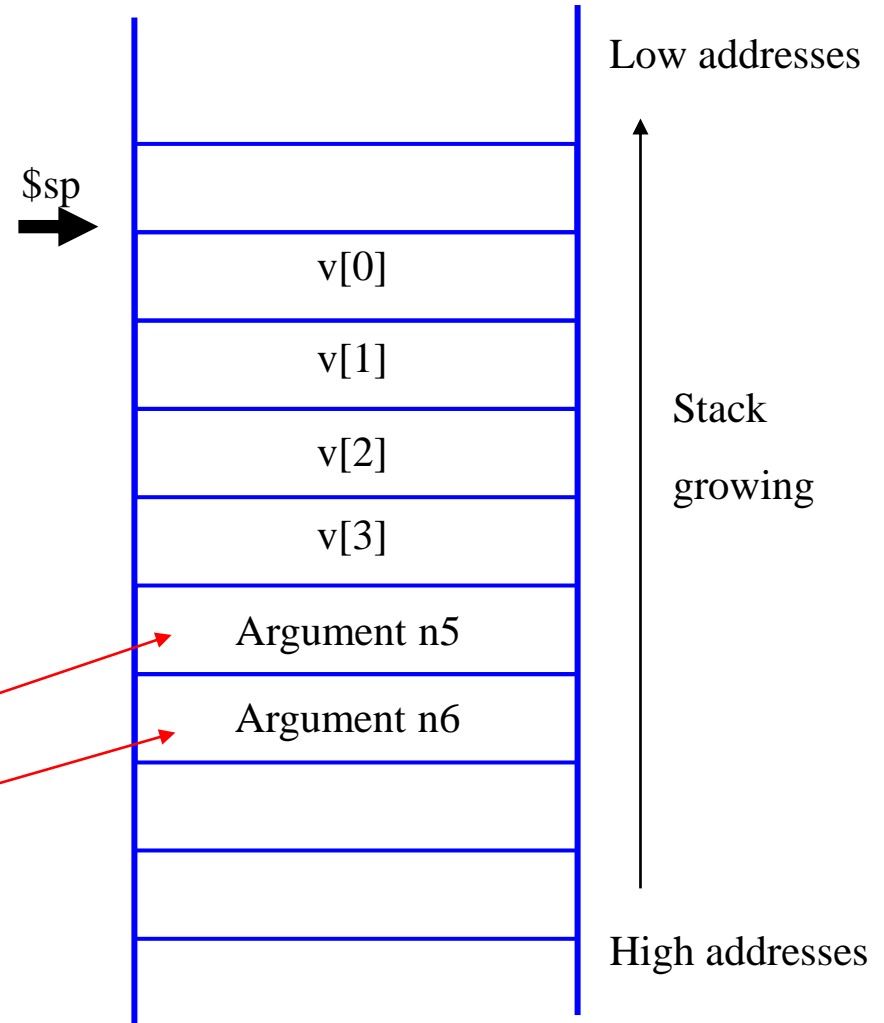 Low addresses
$sp
v[0]
v[1]
v[2]
v[3]
Stack
growing
Argument n5
Argument n6
High addresses